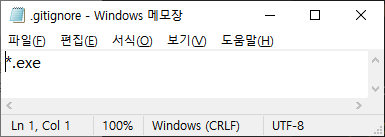 .gitignore - Windows 메모장
파일(F) 편집(E) 서식(O) 보기(V) 도움말(H)
*.exe
Ln 1, Col 1 100% Windows (CRLF) UTF-8